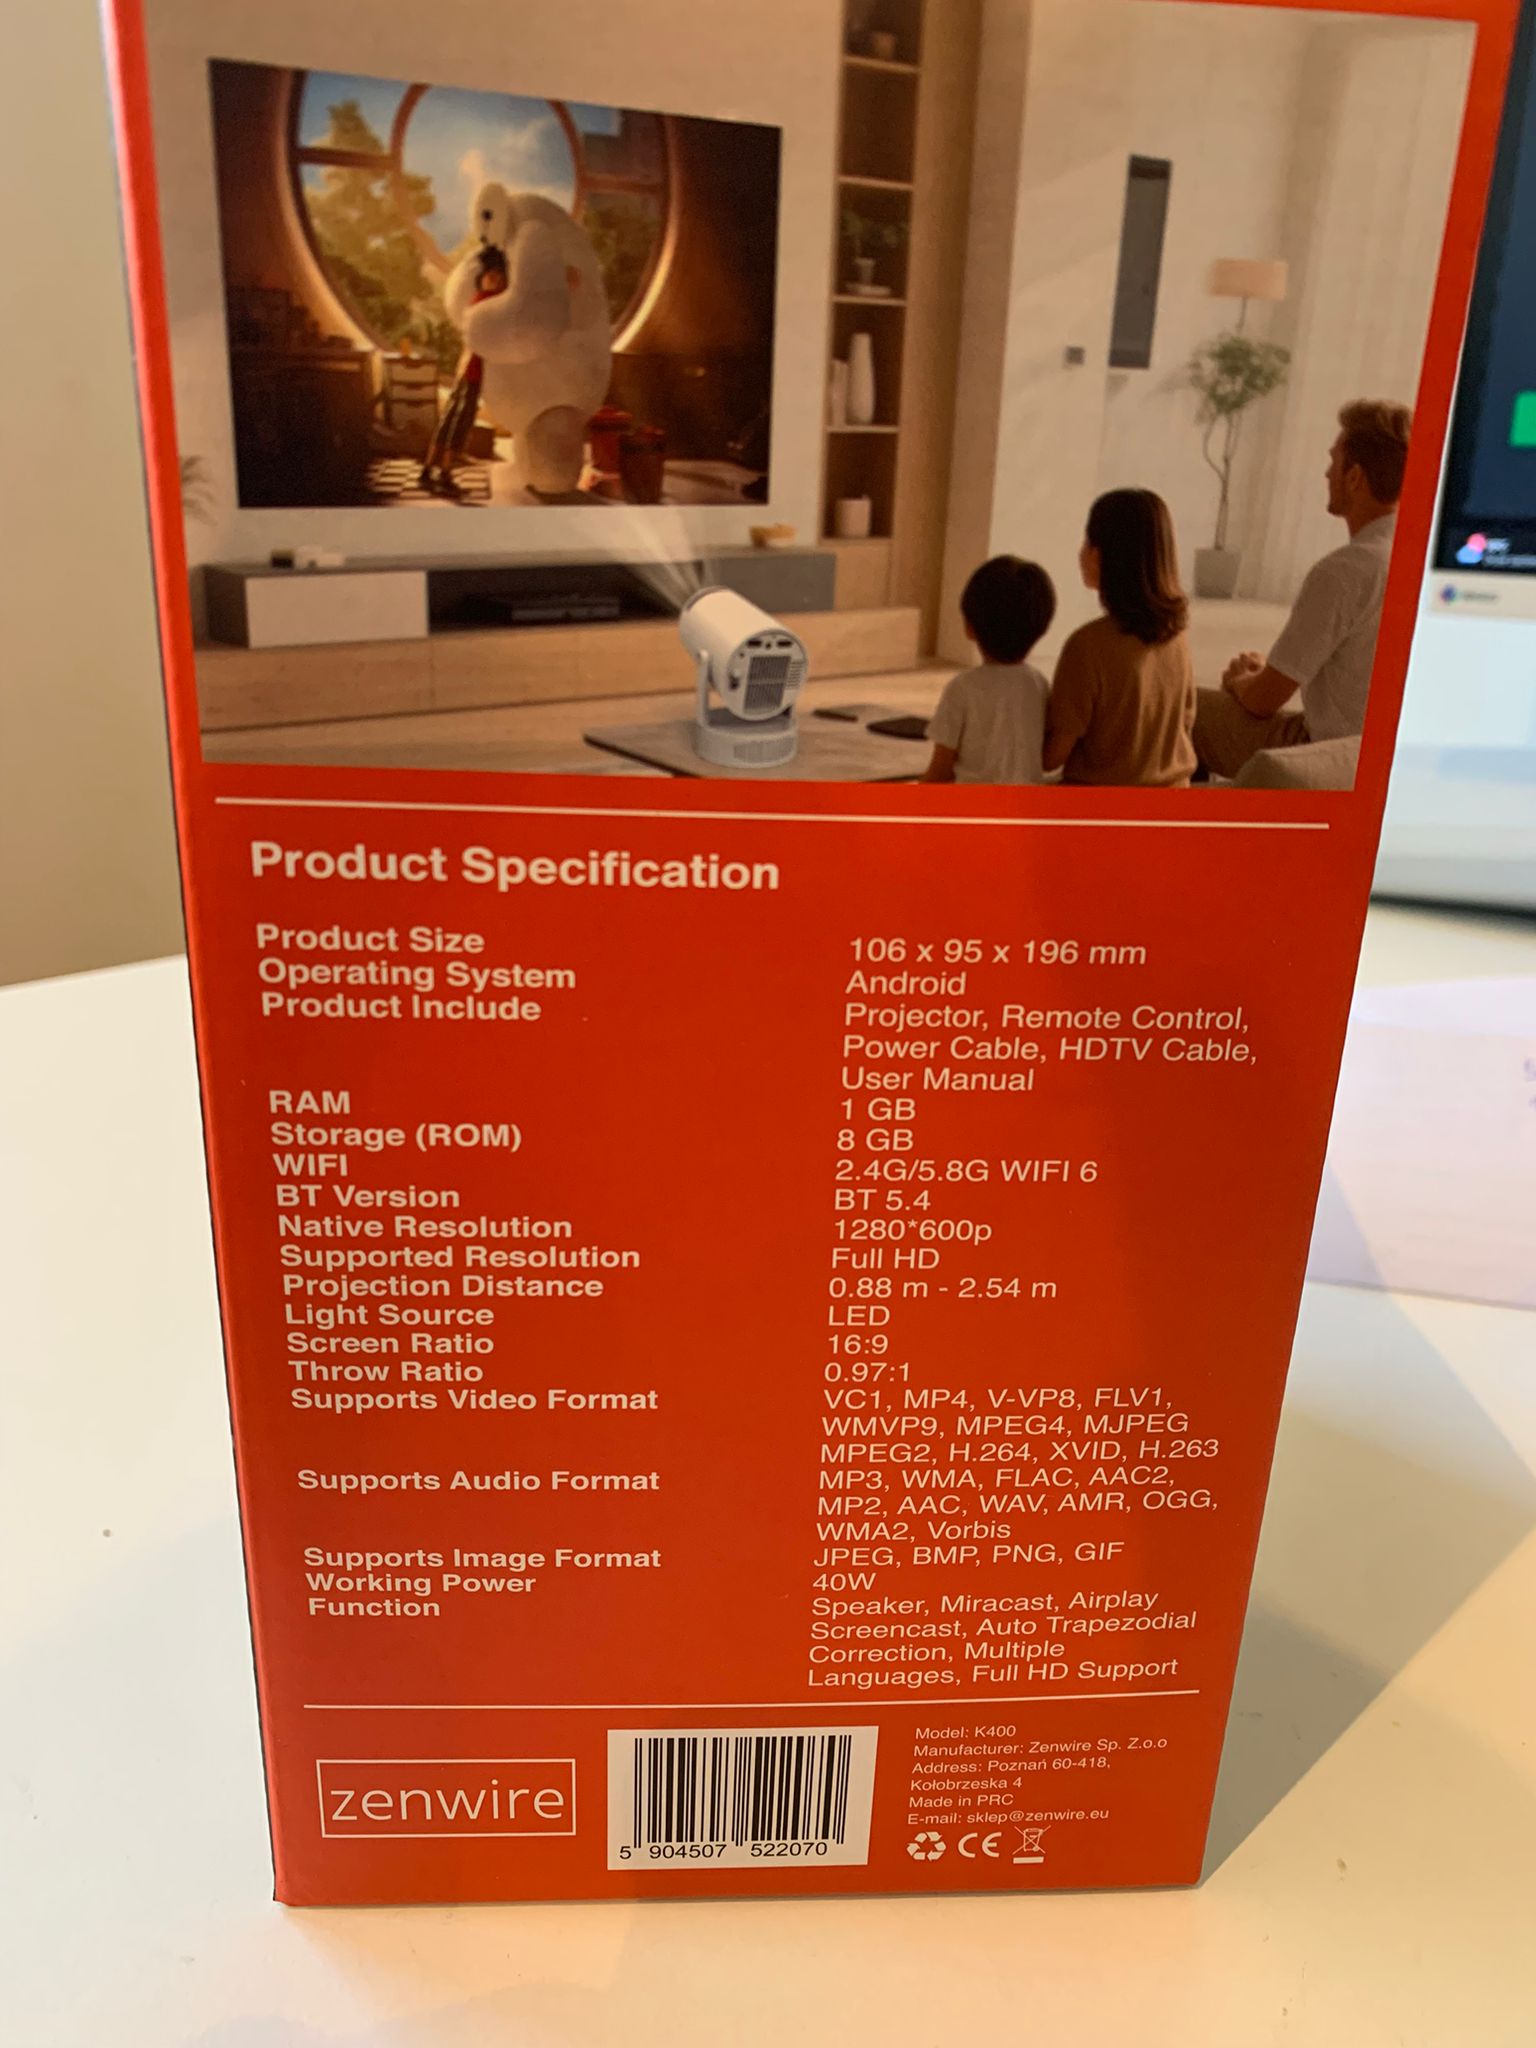 Product Specification
Product Size 106 x 95 x 196 mm
Operating System Android
Product Include Projector, Remote Control,
Power Cable, HDTV Cable,
User Manual
RAM 1 GB
Storage (ROM) 8 GB
WIFI 2.4G/5.8G WIFI 6
BT Version BT 5.4
Native Resolution 1280*600p
Supported Resolution Full HD
Projection Distance 0.88 m - 2.54 m
Light Source LED
Screen Ratio 16:9
Throw Ratio 0.97:1
Supports Video Format VC1, MP4, V-VP8, FLV1,
WMVP9, MPEG4, MJPEG
MPEG2, H.264, XVID, H.263
Supports Audio Format MP3, WMA, FLAC, AAC2,
MP2, AAC, WAV, AMR, OGG,
WMA2, Vorbis
Supports Image Format JPEG, BMP, PNG, GIF
Working Power 40W
Function Speaker, Miracast, Airplay
Screencast, Auto Trapezodial
Correction, Multiple
Languages, Full HD Support
zenwire
5 904507 522070
Model: K400
Manufacturer: Zenwire Sp. Z.o.o
Address: Poznań 60-418,
Kołobrzeska 4
Made in PRC
E-mail: sklep@zenwire.eu
CE